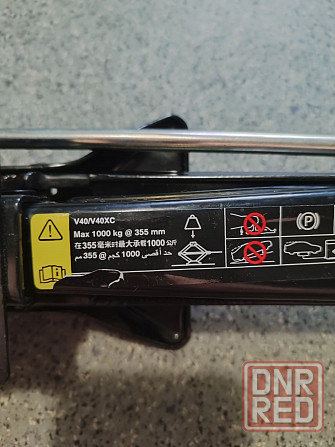 V40/V40XC
Max 1000 kg @ 355 mm
在355毫米时最大承载1000公斤
حد أقصى 1000 كجم @ 355 مم
P
DNR
RED